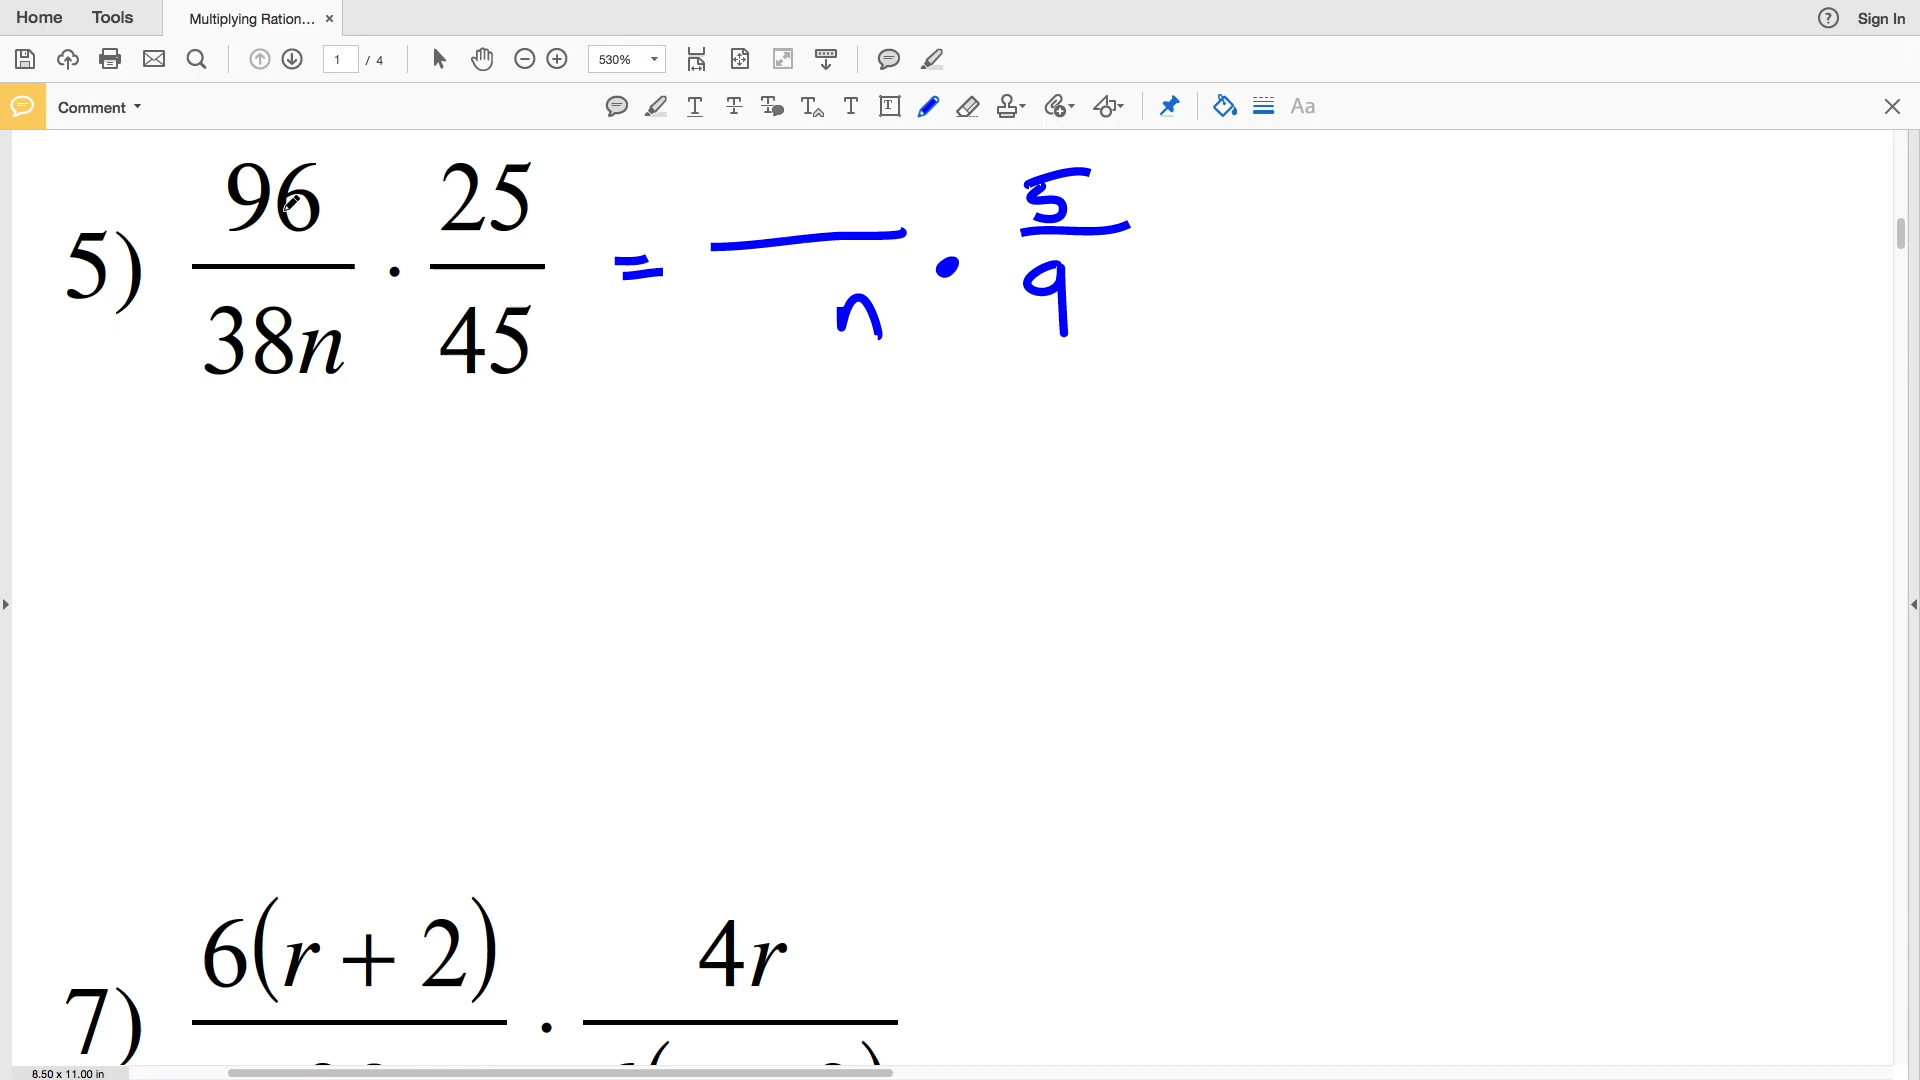 Home Tools Multiplying Ration... × ? Sign In
1 / 4 530%
Comment T T T T T T Aa
5) 96/38n · 25/45 = /n · 5/9
7) 6(r + 2) · 4r
8.50 x 11.00 in